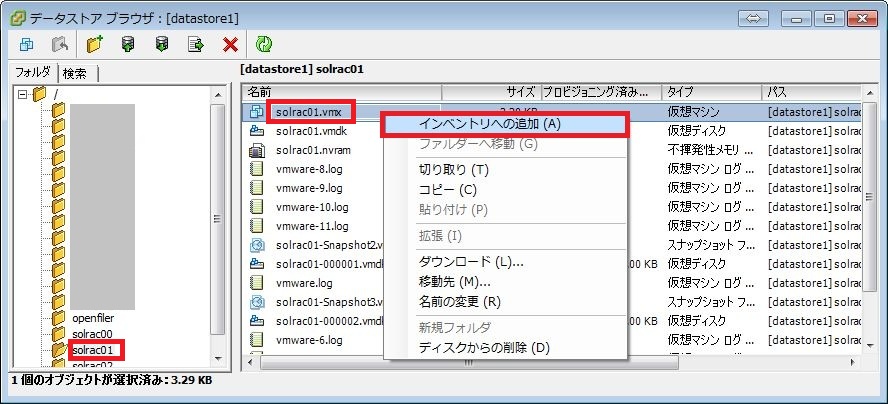 データストア ブラウザ : [datastore1]
フォルダ 検索
[datastore1] solrac01
名前 サイズ プロビジョニング済み... タイプ パス
/
solrac01.vmx 3.29 KB 仮想マシン [datastore1] solra
インベントリへの追加 (A)
solrac01.vmdk 仮想ディスク [datastore1] solra
ファルダーへ移動 (G)
solrac01.nvram 不揮発性メモリ ... [datastore1] solra
切り取り (T)
vmware-8.log 仮想マシン ログ ... [datastore1] solra
コピー (C)
vmware-9.log 仮想マシン ログ ... [datastore1] solra
貼り付け (P)
vmware-10.log 仮想マシン ログ ... [datastore1] solra
vmware-11.log 仮想マシン ログ ... [datastore1] solra
拡張 (I)
solrac01-Snapshot2.v スナップショット フ... [datastore1] solra
ダウンロード (L)...
solrac01-000001.vmdk .00 KB 仮想ディスク [datastore1] solra
移動先 (M)...
vmware.log 仮想マシン ログ ... [datastore1] solra
名前の変更 (R)
solrac01-Snapshot3.v スナップショット フ... [datastore1] solra
新規フォルダ
openfiler solrac01-000002.vmdk .00 KB 仮想ディスク [datastore1] solra
solrac00 vmware-6.log 仮想マシン ログ ... [datastore1] solra
ディスクからの削除 (D)
solrac01
solrac02
1 個のオブジェクトが選択済み: 3.29 KB